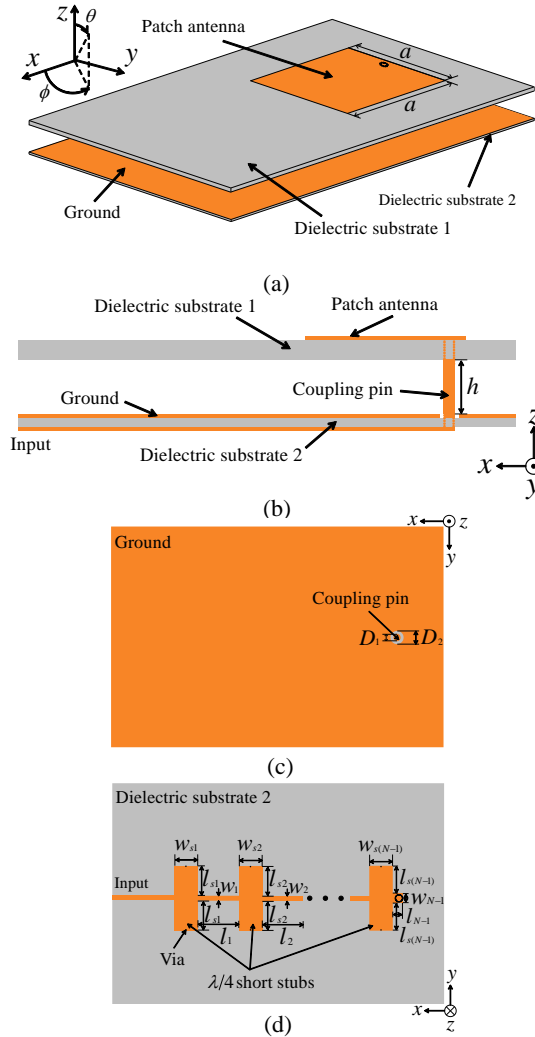 z
θ
x
y
ϕ
Patch antenna
a
a
Ground
Dielectric substrate 1
Dielectric substrate 2
(a)
Dielectric substrate 1
Patch antenna
Coupling pin
h
Ground
Input
Dielectric substrate 2
z
x
y
(b)
Ground
x
z
y
Coupling pin
D1
D2
(c)
Dielectric substrate 2
ws1
ws2
ws(N−1)
Input
ls1
w1
ls2
w2
ls(N−1)
wN−1
ls1
l1
ls2
l2
lN−1
ls(N−1)
Via
λ/4 short stubs
y
x
z
(d)